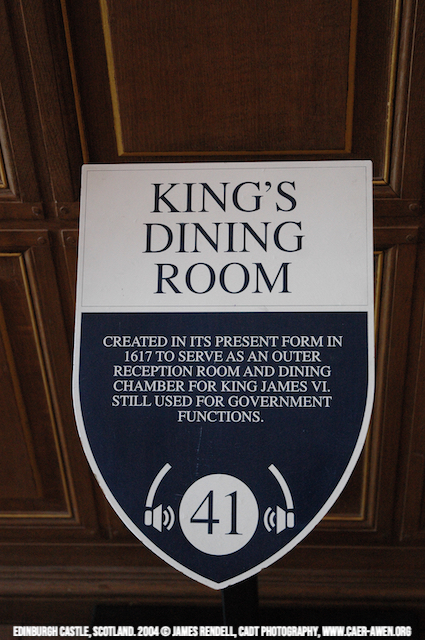 KING'S
DINING
ROOM
CREATED IN ITS PRESENT FORM IN
1617 TO SERVE AS AN OUTER
RECEPTION ROOM AND DINING
CHAMBER FOR KING JAMES VI.
STILL USED FOR GOVERNMENT
FUNCTIONS.
41
EDINBURGH CASTLE, SCOTLAND. 2004 © JAMES RENDELL, CADT PHOTOGRAPHY, WWW.CAER-AWEN.ORG